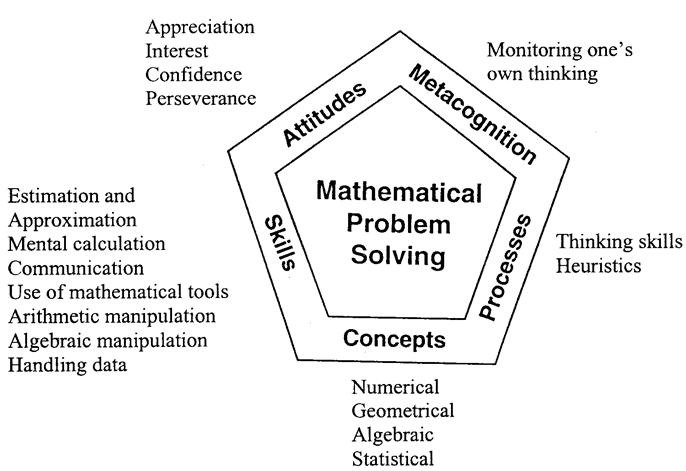 Appreciation
Interest
Confidence
Perseverance
Attitudes
Metacognition
Monitoring one's
own thinking
Estimation and
Approximation
Mental calculation
Communication
Use of mathematical tools
Arithmetic manipulation
Algebraic manipulation
Handling data
Skills
Mathematical
Problem
Solving
Processes
Thinking skills
Heuristics
Concepts
Numerical
Geometrical
Algebraic
Statistical